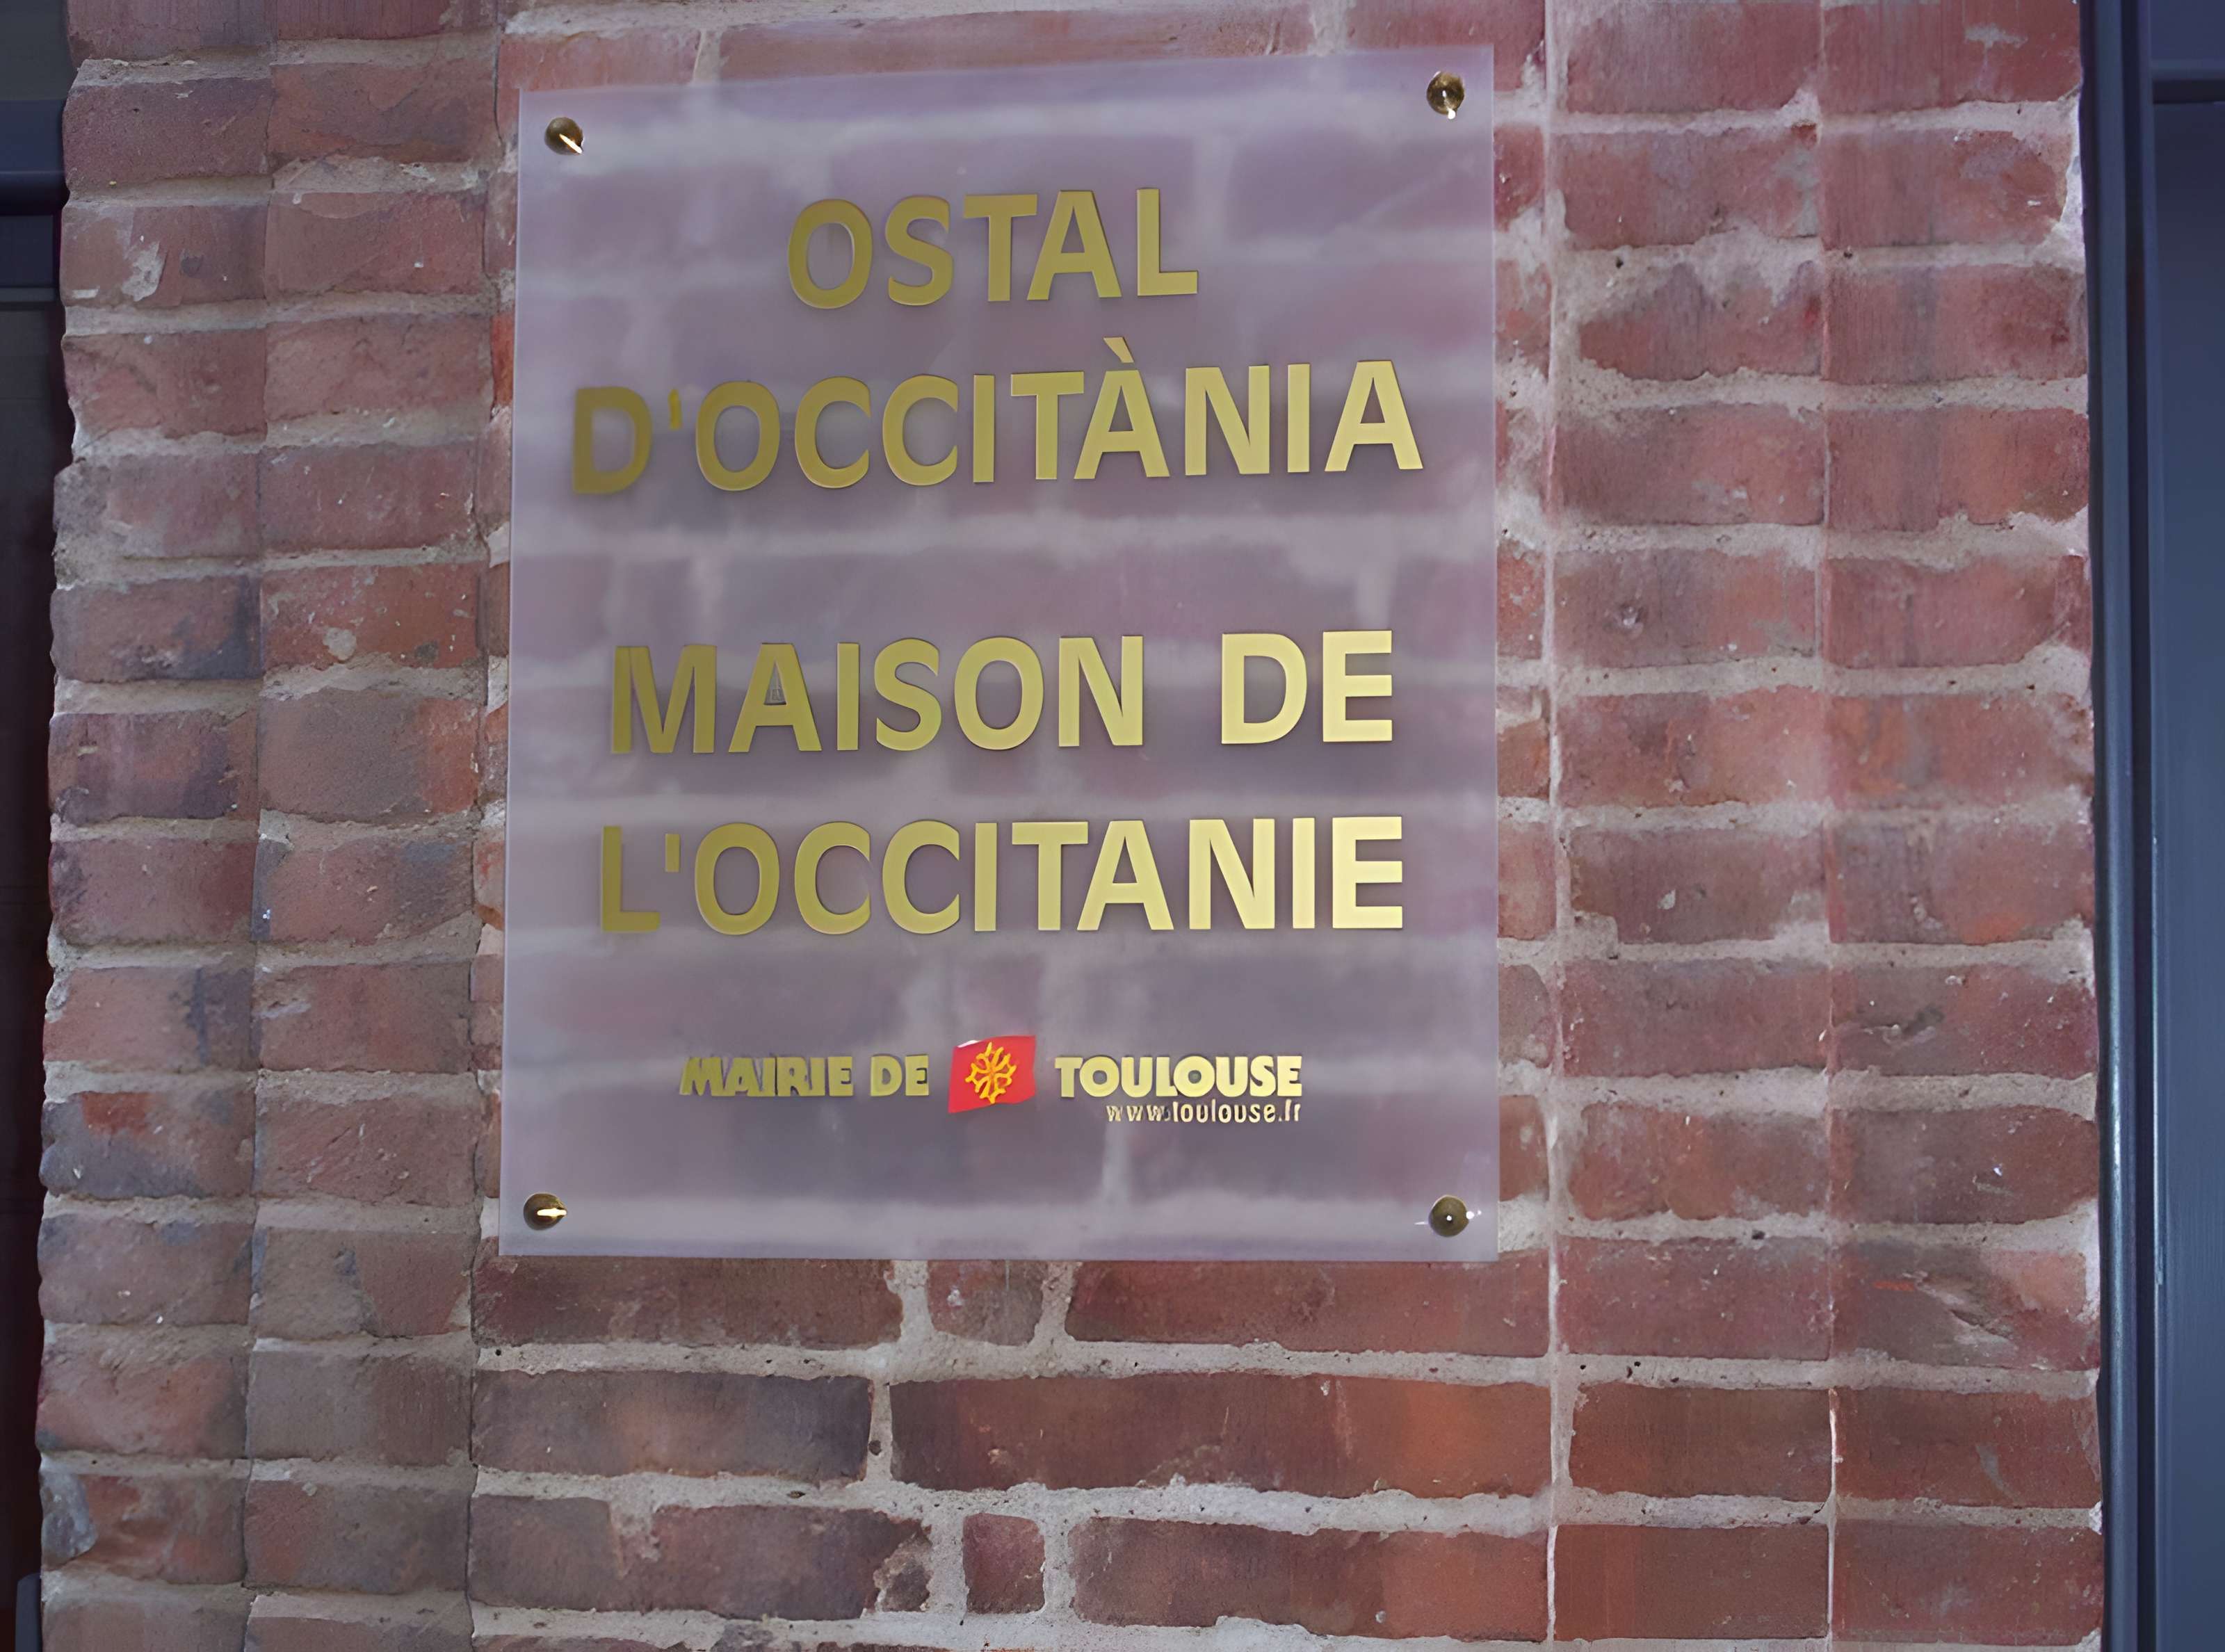 OSTAL
D'OCCITÀNIA
MAISON DE
L'OCCITANIE
MAIRIE DE TOULOUSE
www.toulouse.fr